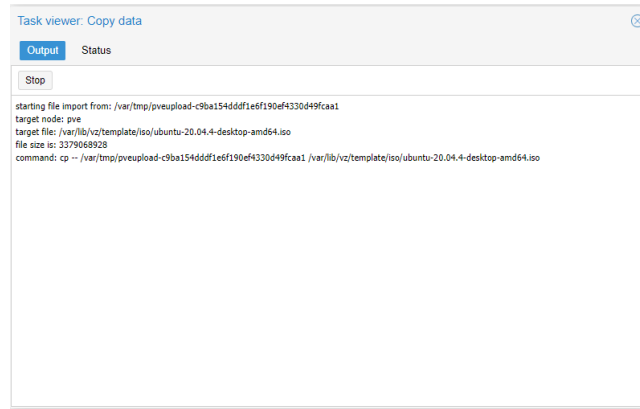 Task viewer: Copy data
Output Status
Stop
starting file import from: /var/tmp/pveupload-c9ba154dddf1e6f190ef4330d49fcaa1
target node: pve
target file: /var/lib/vz/template/iso/ubuntu-20.04.4-desktop-amd64.iso
file size is: 3379068928
command: cp -- /var/tmp/pveupload-c9ba154dddf1e6f190ef4330d49fcaa1 /var/lib/vz/template/iso/ubuntu-20.04.4-desktop-amd64.iso